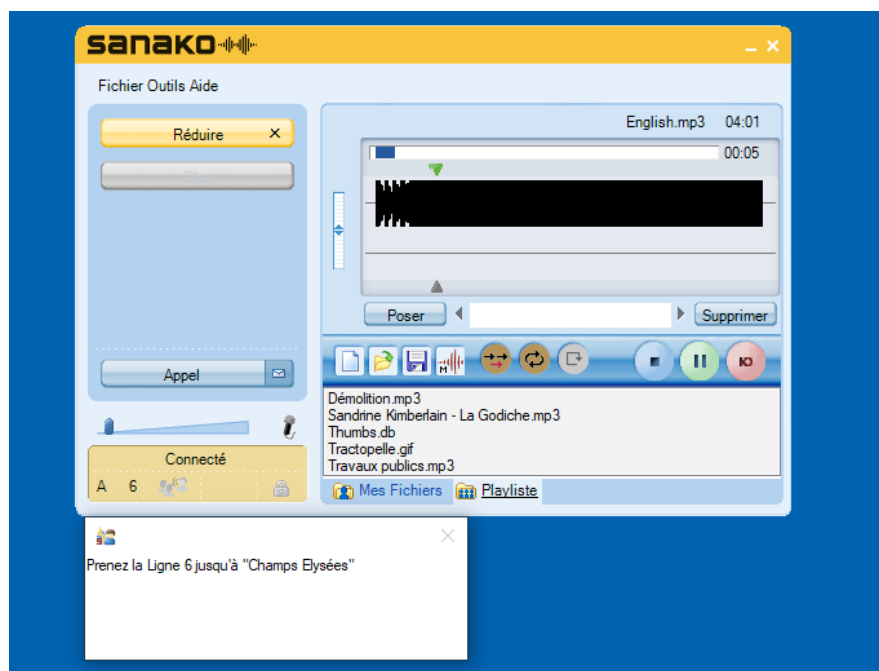 sanako
Fichier Outils Aide
Réduire
English.mp3 04:01
00:05
Poser
Supprimer
M
Appel
Démolition.mp3
Sandrine Kimberlain - La Godiche.mp3
Thumbs.db
Tractopelle.gif
Travaux publics.mp3
Connecté
A 6
Mes Fichiers Playliste
Prenez la Ligne 6 jusqu'à "Champs Elysées"